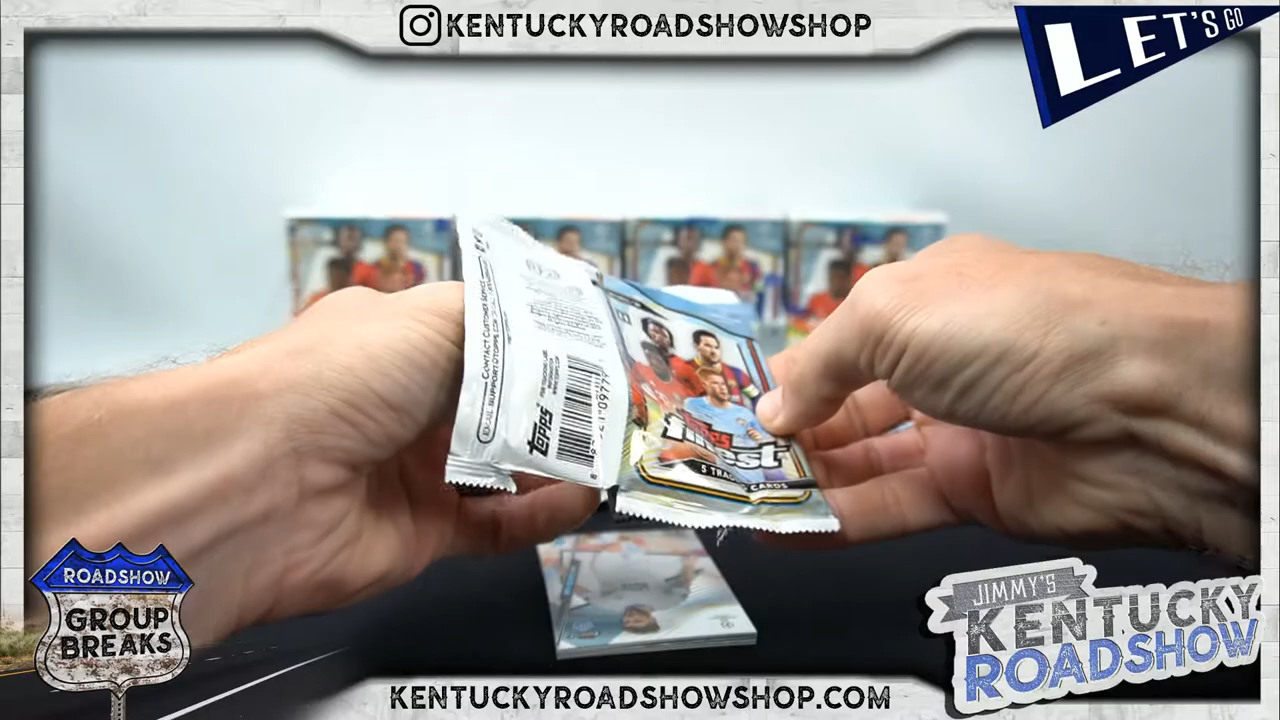 KENTUCKYROADSHOWSHOP
LET'S GO
CONTACT CUSTOMER SERVICE
TOPPS
finest
5 TRADING CARDS
ROADSHOW
GROUP
BREAKS
JIMMY'S
KENTUCKY
ROADSHOW
KENTUCKYROADSHOWSHOP.COM